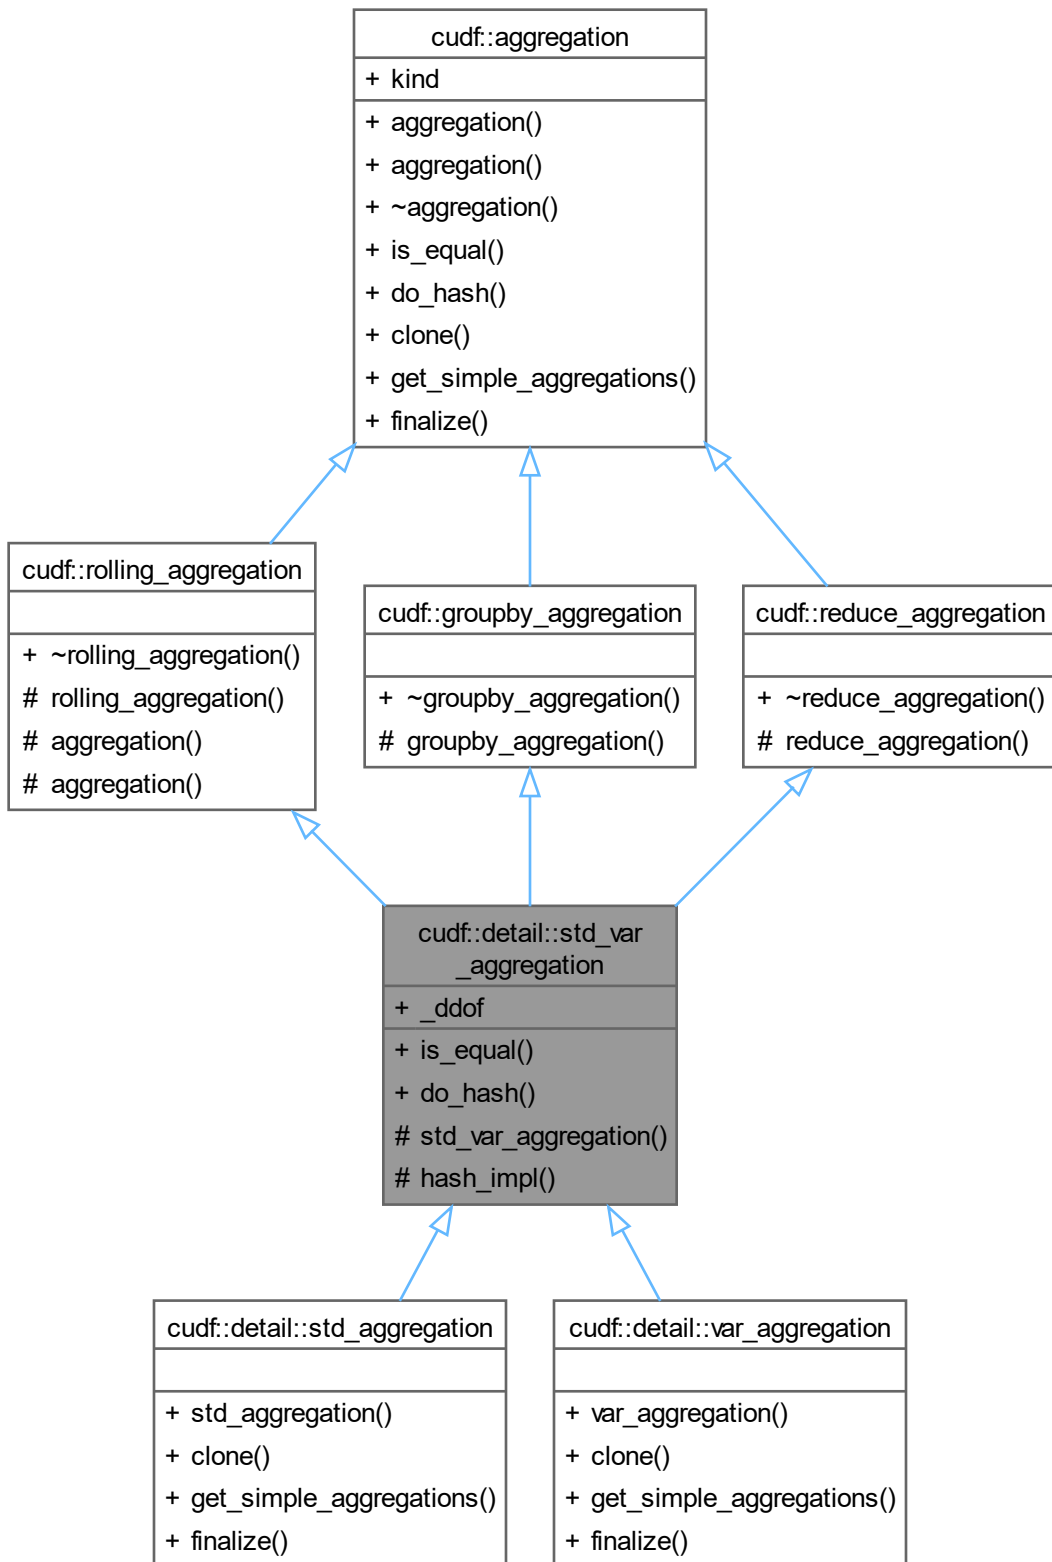 cudf::aggregation
+ kind
+ aggregation()
+ aggregation()
+ ~aggregation()
+ is_equal()
+ do_hash()
+ clone()
+ get_simple_aggregations()
+ finalize()
cudf::rolling_aggregation
+ ~rolling_aggregation()
# rolling_aggregation()
# aggregation()
# aggregation()
cudf::groupby_aggregation
+ ~groupby_aggregation()
# groupby_aggregation()
cudf::reduce_aggregation
+ ~reduce_aggregation()
# reduce_aggregation()
cudf::detail::std_var
_aggregation
+ _ddof
+ is_equal()
+ do_hash()
# std_var_aggregation()
# hash_impl()
cudf::detail::std_aggregation
+ std_aggregation()
+ clone()
+ get_simple_aggregations()
+ finalize()
cudf::detail::var_aggregation
+ var_aggregation()
+ clone()
+ get_simple_aggregations()
+ finalize()